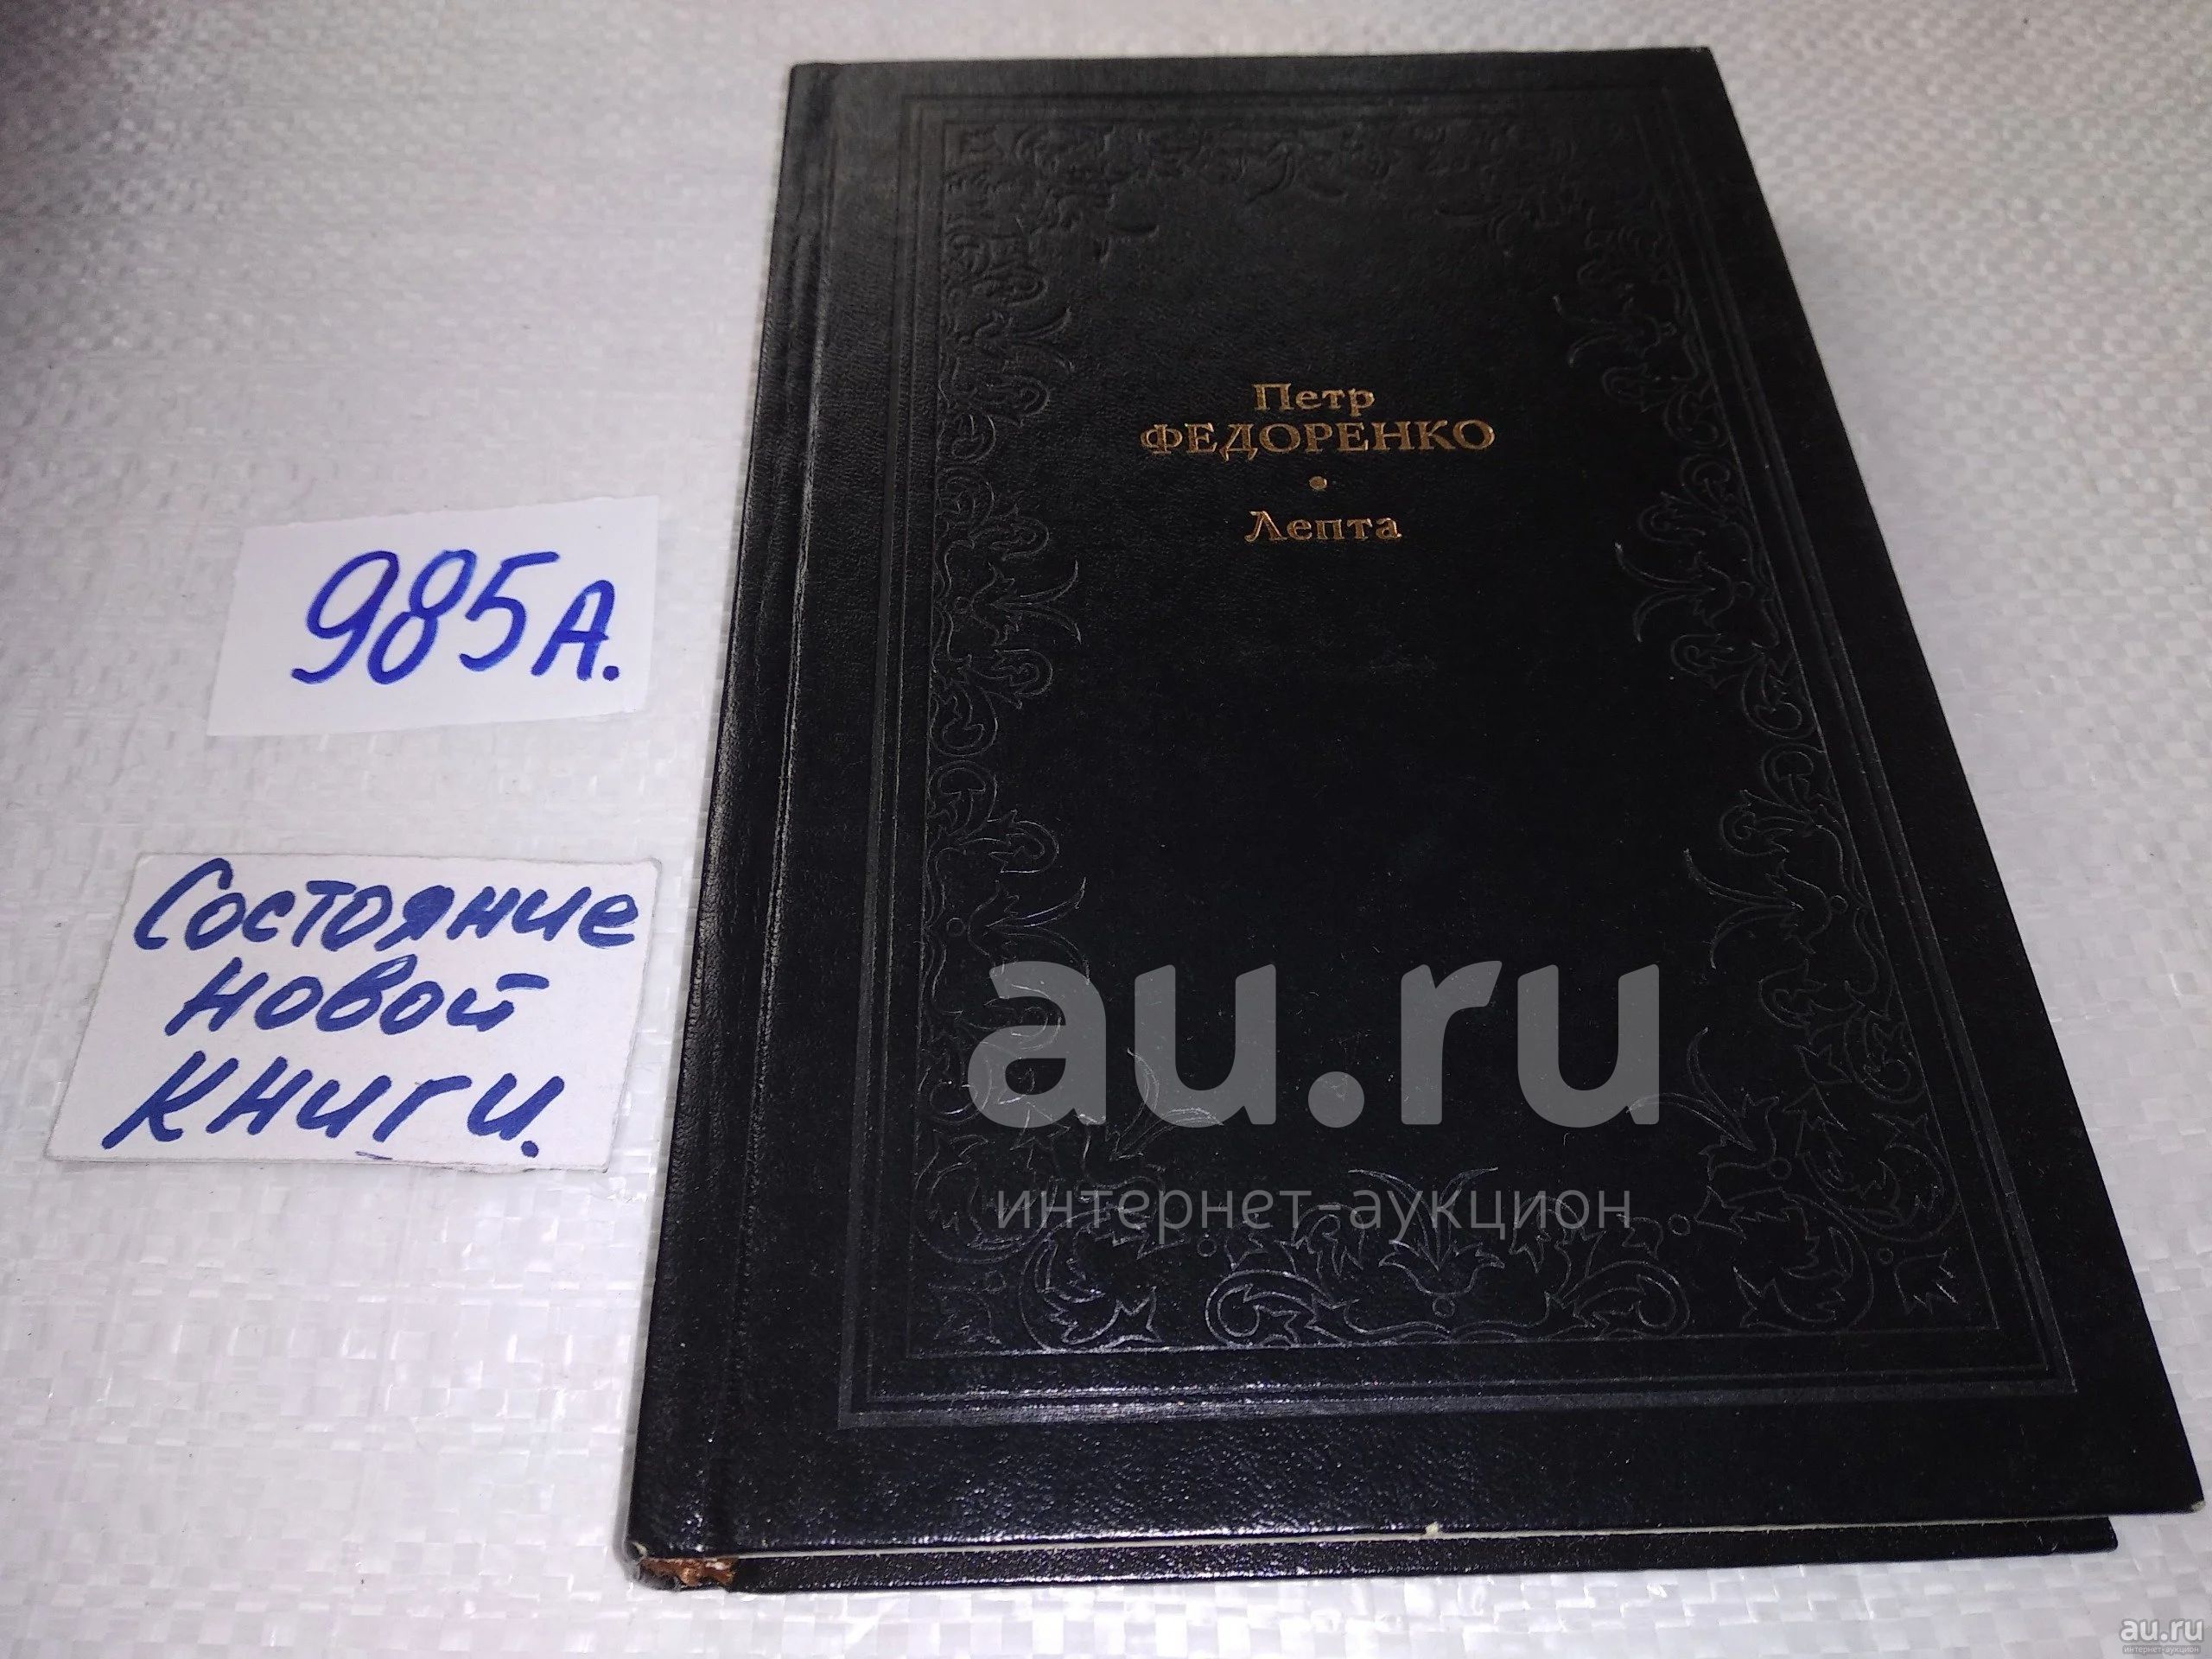 Петр
ФЕДОРЕНКО
•
Лепта
985А.
Состояние
новой
книги.
au.ru
интернет-аукцион
au.ru
интернет-аукцион